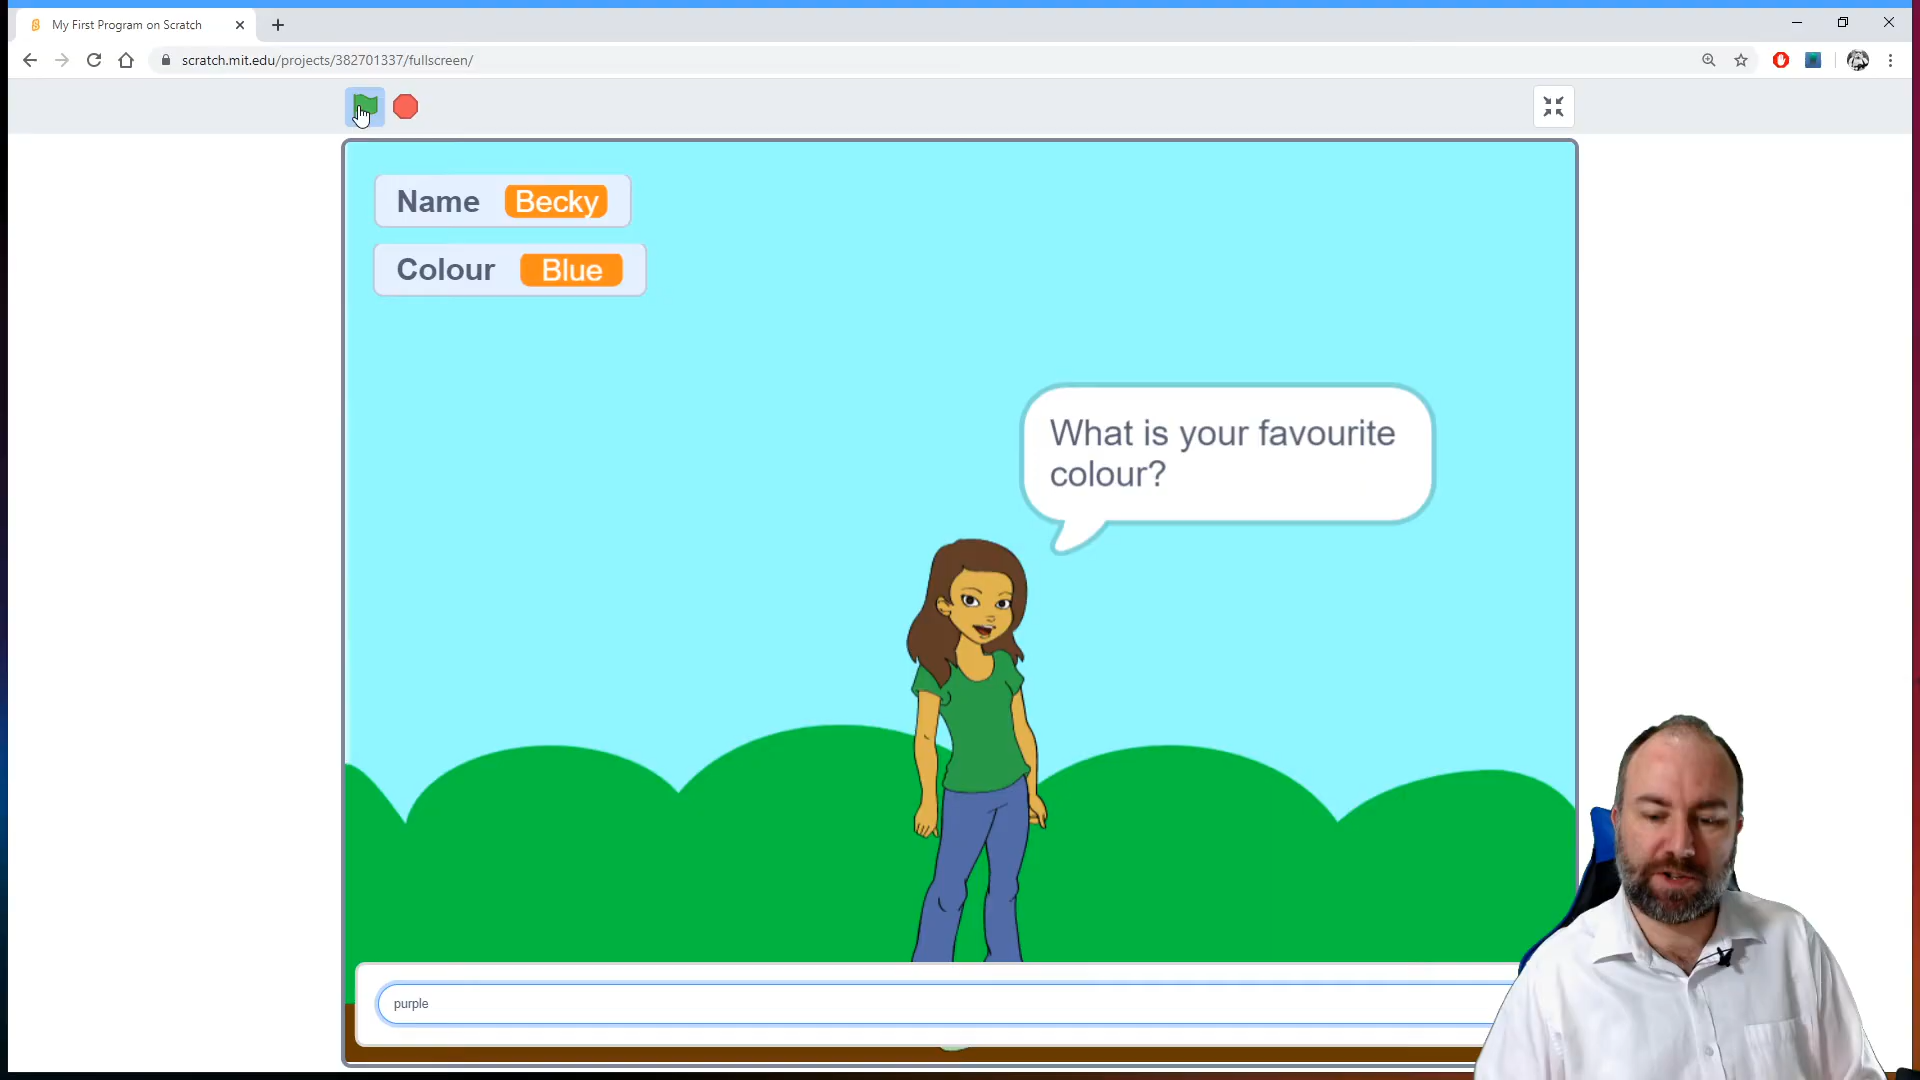 My First Program on Scratch
scratch.mit.edu/projects/382701337/fullscreen/
Name Becky
Colour Blue
What is your favourite
colour?
purple